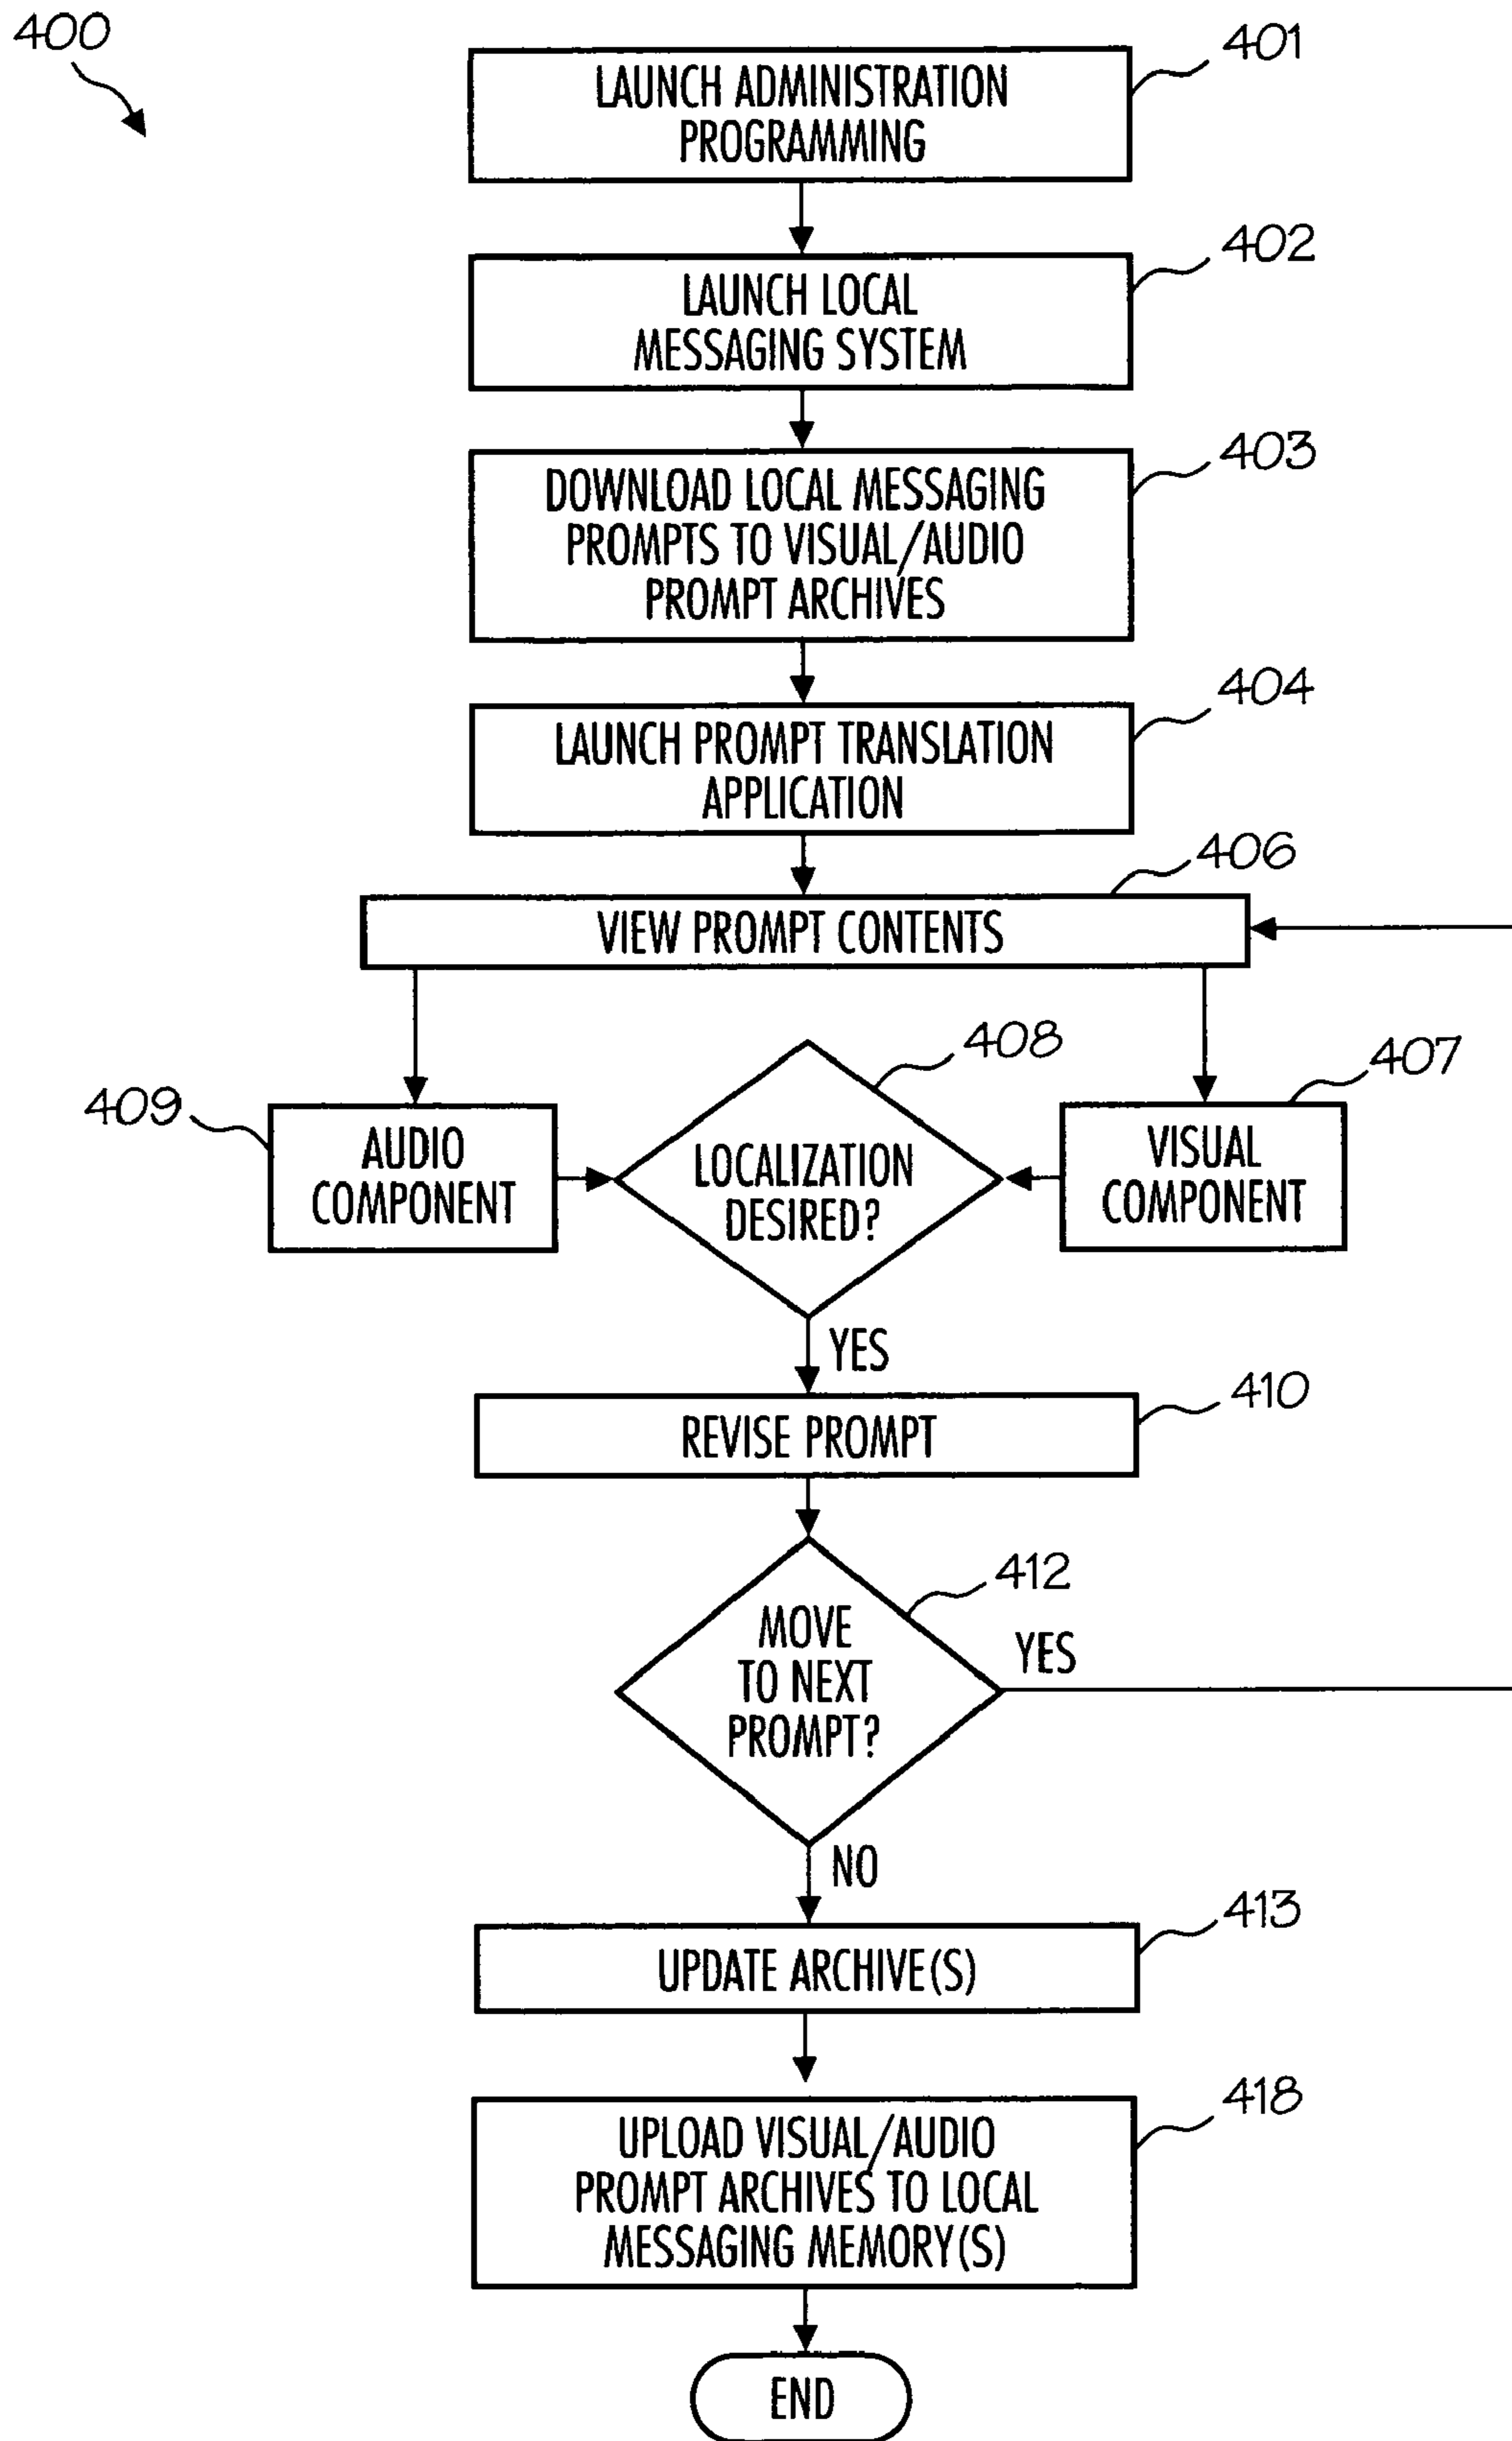 400
401
LAUNCH ADMINISTRATION
PROGRAMMING
402
LAUNCH LOCAL
MESSAGING SYSTEM
403
DOWNLOAD LOCAL MESSAGING
PROMPTS TO VISUAL/AUDIO
PROMPT ARCHIVES
404
LAUNCH PROMPT TRANSLATION
APPLICATION
406
VIEW PROMPT CONTENTS
409
AUDIO
COMPONENT
408
LOCALIZATION
DESIRED?
407
VISUAL
COMPONENT
YES
410
REVISE PROMPT
412
MOVE
TO NEXT
PROMPT?
YES
NO
413
UPDATE ARCHIVE(S)
418
UPLOAD VISUAL/AUDIO
PROMPT ARCHIVES TO LOCAL
MESSAGING MEMORY(S)
END